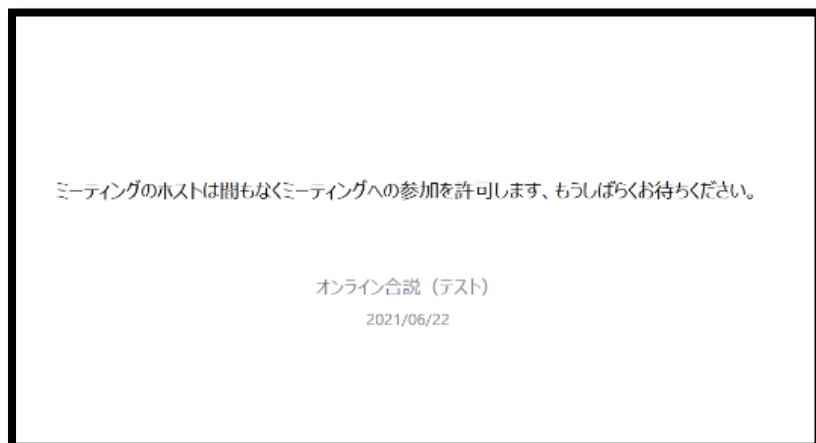 ミーティングのホストは間もなくミーティングへの参加を許可します、もうしばらくお待ちください。
オンライン合説（テスト）
2021/06/22